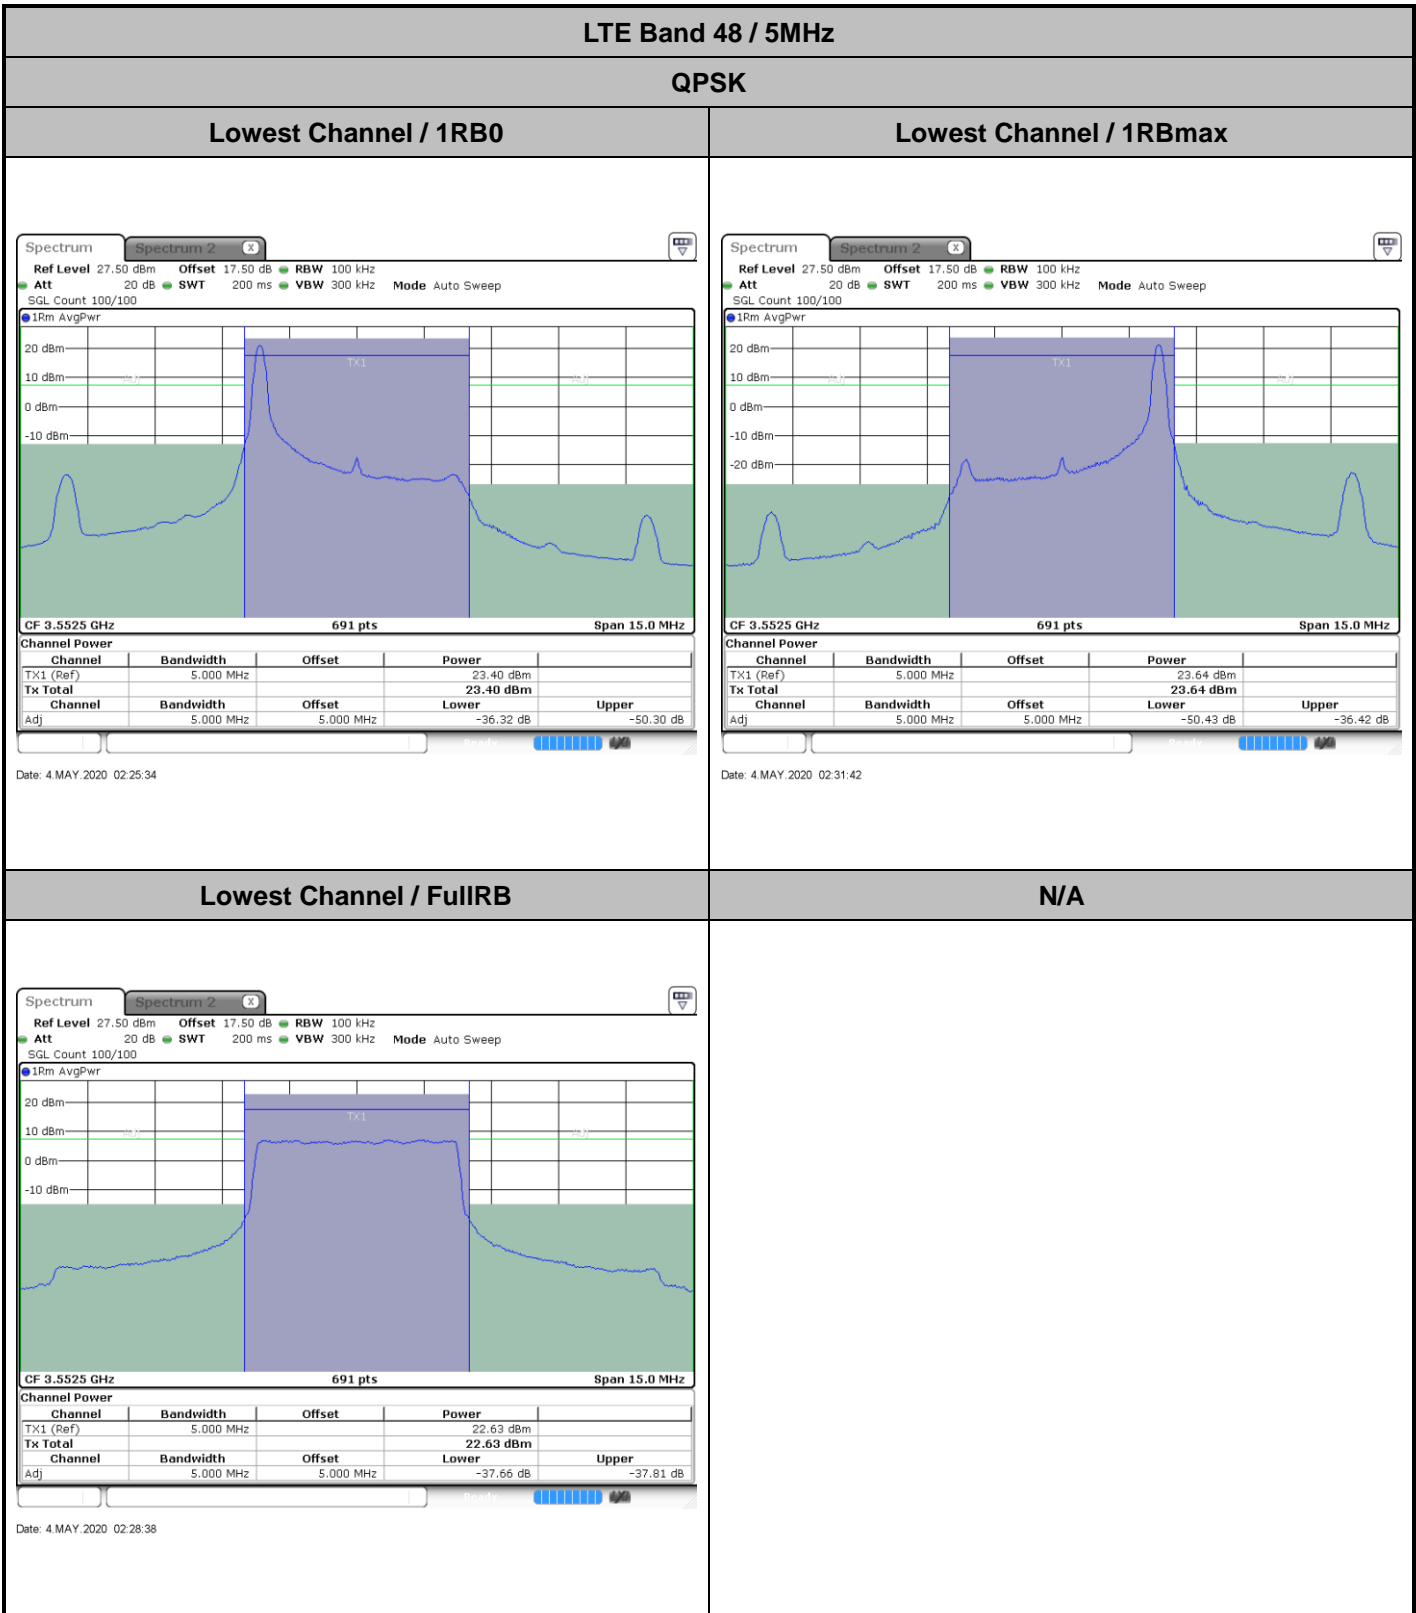 LTE Band 48 / 5MHz
QPSK
Lowest Channel / 1RB0
Lowest Channel / 1RBmax
Spectrum
Spectrum 2 X
Ref Level 27.50 dBm Offset 17.50 dB RBW 100 kHz
Att 20 dB SWT 200 ms VBW 300 kHz Mode Auto Sweep
SGL Count 100/100
1Rm AvgPwr
20 dBm
10 dBm
0 dBm
-10 dBm
Adj
TX1
Adj
CF 3.5525 GHz 691 pts Span 15.0 MHz
Channel Power
Channel Bandwidth Offset Power
TX1 (Ref) 5.000 MHz 23.40 dBm
Tx Total 23.40 dBm
Channel Bandwidth Offset Lower Upper
Adj 5.000 MHz 5.000 MHz -36.32 dB -50.30 dB
Ready
Date: 4.MAY.2020 02:25:34
Spectrum
Spectrum 2 X
Ref Level 27.50 dBm Offset 17.50 dB RBW 100 kHz
Att 20 dB SWT 200 ms VBW 300 kHz Mode Auto Sweep
SGL Count 100/100
1Rm AvgPwr
20 dBm
10 dBm
0 dBm
-10 dBm
-20 dBm
Adj
TX1
Adj
CF 3.5525 GHz 691 pts Span 15.0 MHz
Channel Power
Channel Bandwidth Offset Power
TX1 (Ref) 5.000 MHz 23.64 dBm
Tx Total 23.64 dBm
Channel Bandwidth Offset Lower Upper
Adj 5.000 MHz 5.000 MHz -50.43 dB -36.42 dB
Ready
Date: 4.MAY.2020 02:31:42
Lowest Channel / FullRB
N/A
Spectrum
Spectrum 2 X
Ref Level 27.50 dBm Offset 17.50 dB RBW 100 kHz
Att 20 dB SWT 200 ms VBW 300 kHz Mode Auto Sweep
SGL Count 100/100
1Rm AvgPwr
20 dBm
10 dBm
0 dBm
-10 dBm
Adj
TX1
Adj
CF 3.5525 GHz 691 pts Span 15.0 MHz
Channel Power
Channel Bandwidth Offset Power
TX1 (Ref) 5.000 MHz 22.63 dBm
Tx Total 22.63 dBm
Channel Bandwidth Offset Lower Upper
Adj 5.000 MHz 5.000 MHz -37.66 dB -37.81 dB
Ready
Date: 4.MAY.2020 02:28:38